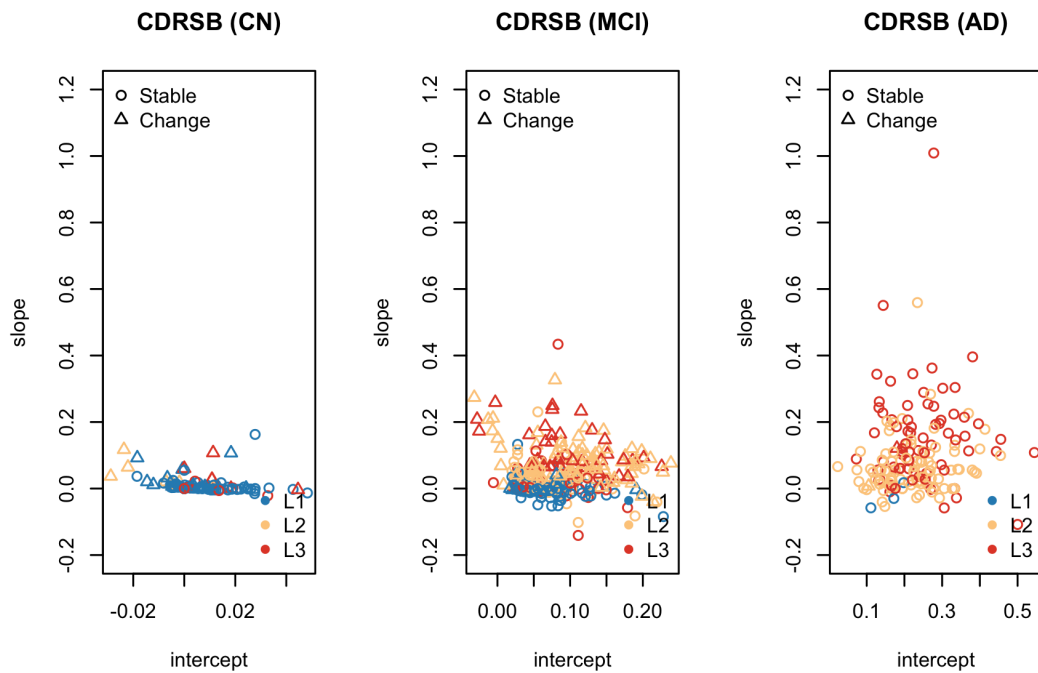 CDRSB (CN)
slope
1.2
1.0
0.8
0.6
0.4
0.2
0.0
-0.2
Stable
Change
L1
L2
L3
-0.02
0.02
intercept
CDRSB (MCI)
slope
1.2
1.0
0.8
0.6
0.4
0.2
0.0
-0.2
Stable
Change
L1
L2
L3
0.00
0.10
0.20
intercept
CDRSB (AD)
slope
1.2
1.0
0.8
0.6
0.4
0.2
0.0
-0.2
Stable
Change
L1
L2
L3
0.1
0.3
0.5
intercept